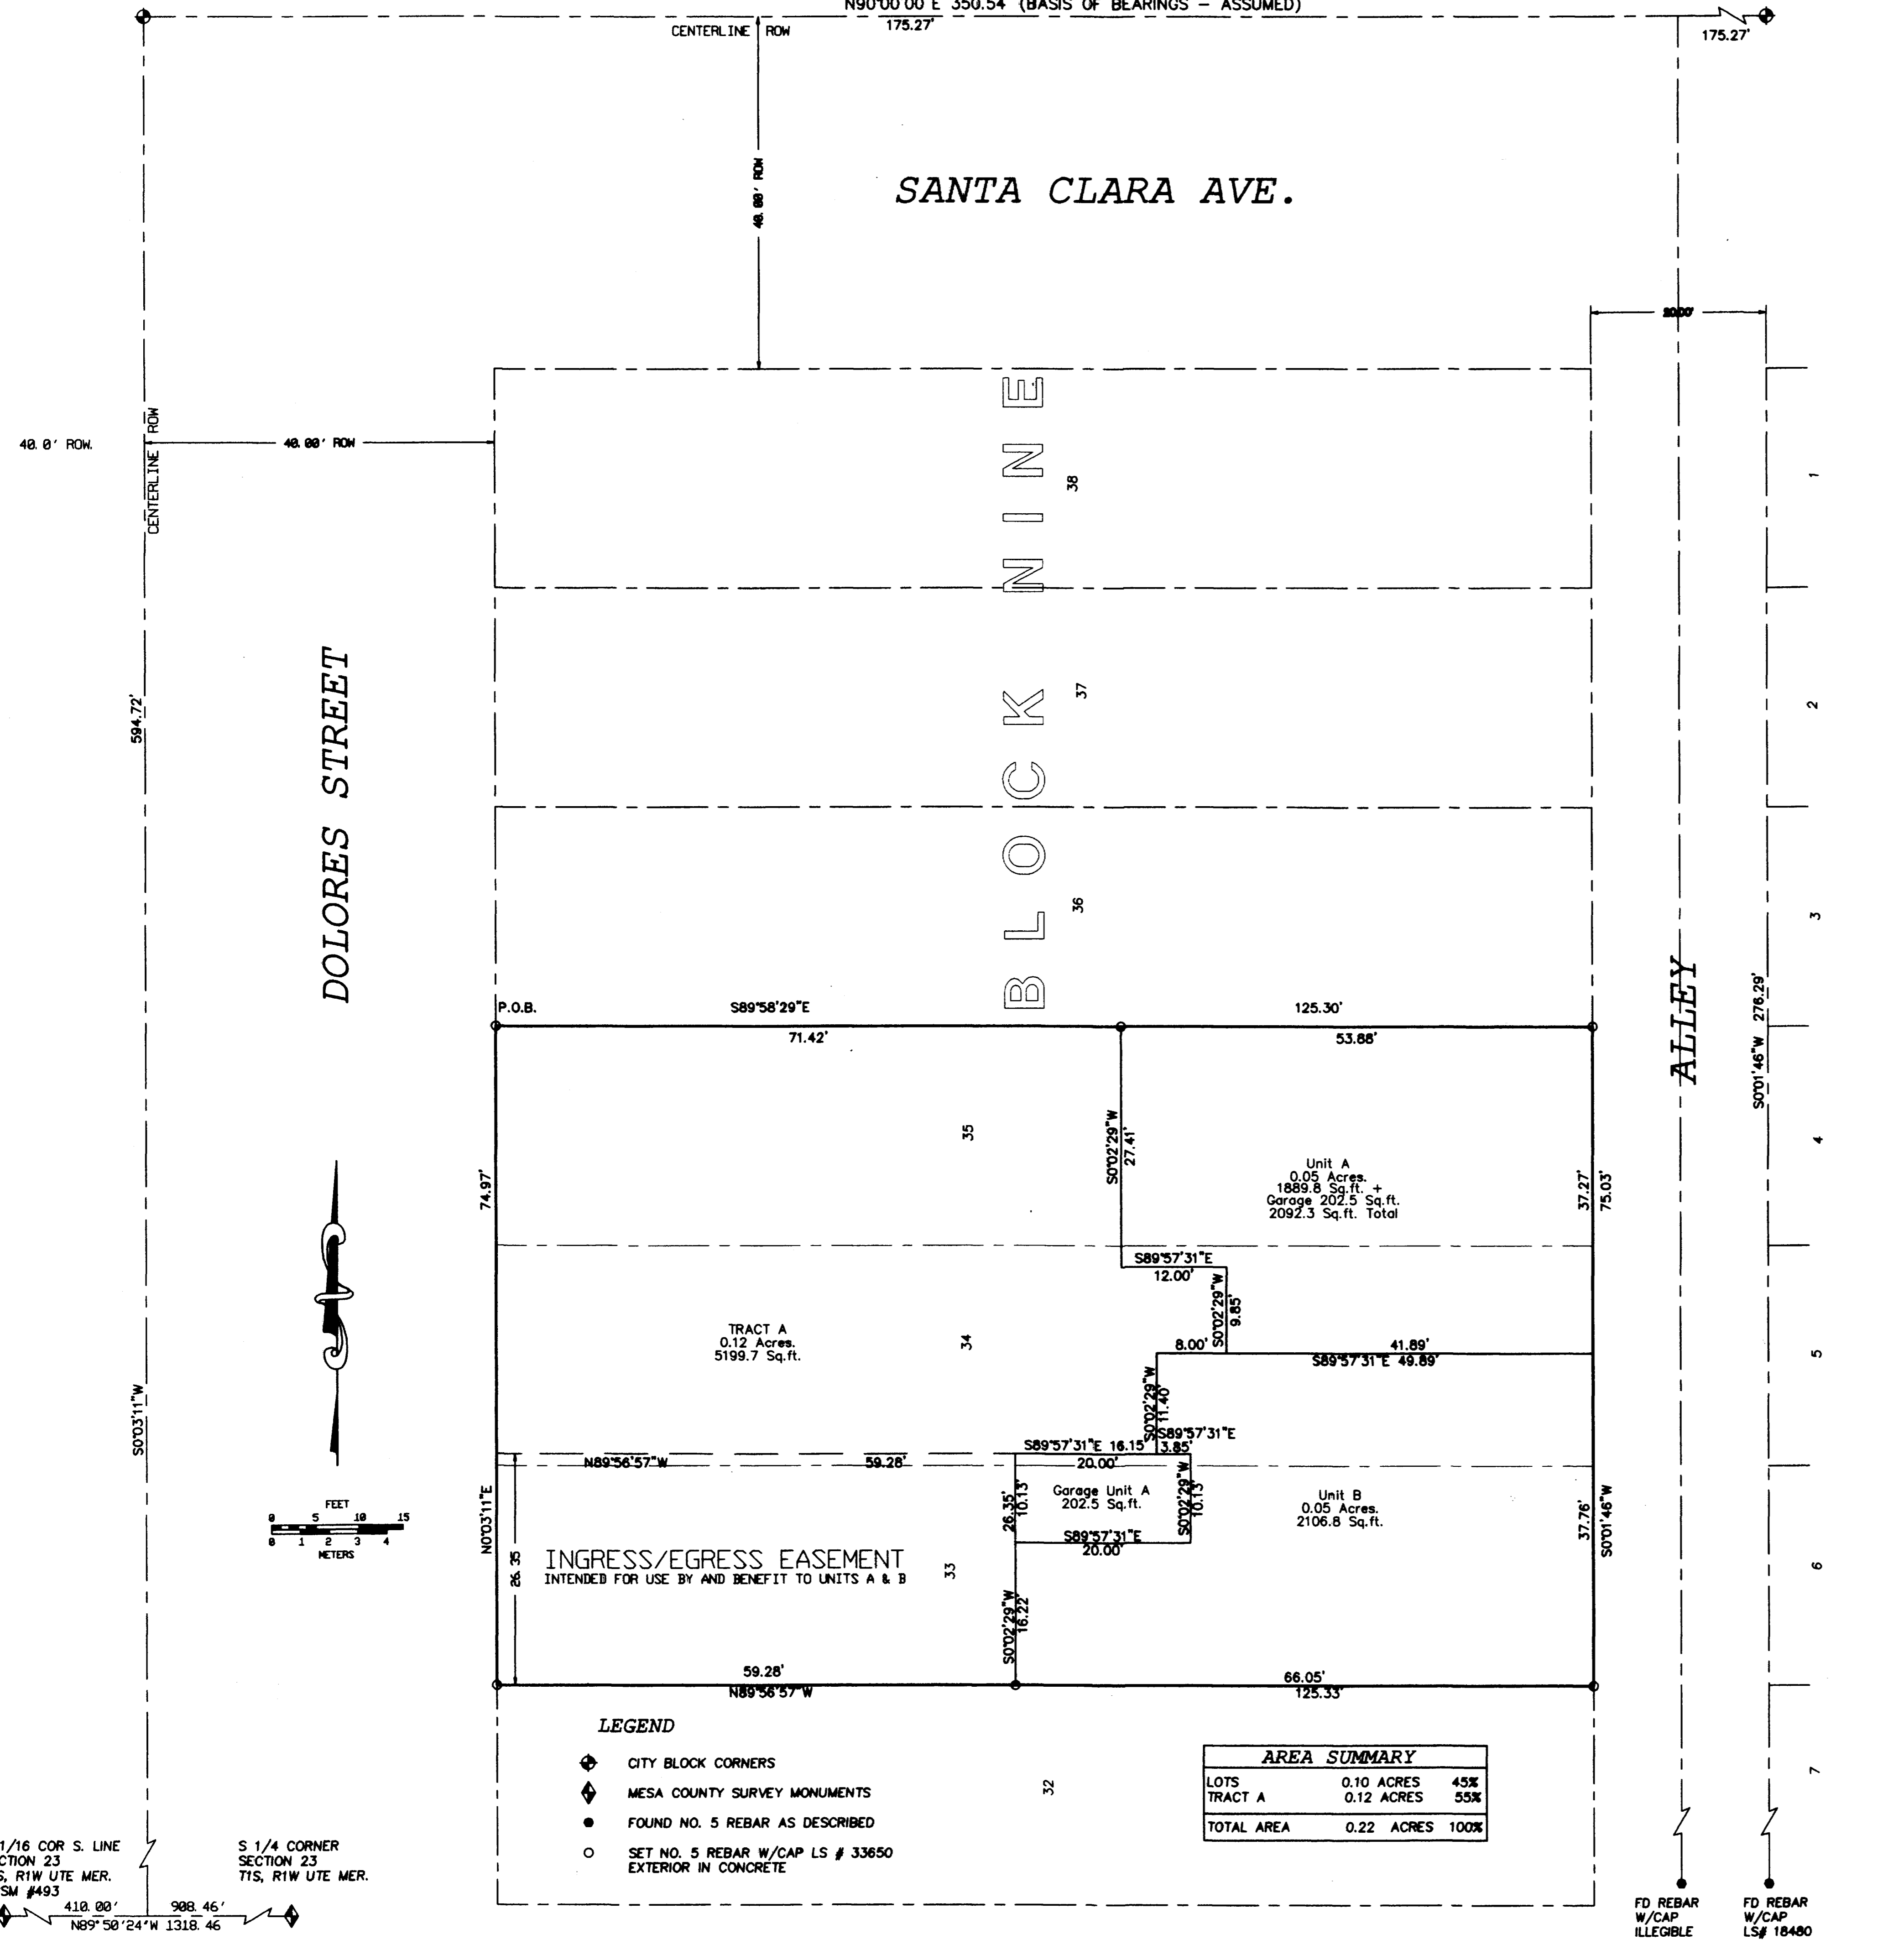 N90°00'00"E 350.54' (BASIS OF BEARINGS - ASSUMED)
CENTERLINE ROW
175.27'
175.27'
40.00' ROW
SANTA CLARA AVE.
20.00'
40.0' ROW.
CENTERLINE ROW
40.00' ROW
BLOCK NINE
38
37
36
1
2
3
4
5
6
7
594.72'
S0°03'11"W
DOLORES STREET
ALLEY
S0°01'46"W 276.29'
P.O.B.
S89°58'29"E
125.30'
71.42'
53.88'
74.97'
N0°03'11"E
35
S0°02'29"W
27.41'
Unit A
0.05 Acres.
1889.8 Sq.ft. +
Garage 202.5 Sq.ft.
2092.3 Sq.ft. Total
37.27'
75.03'
S89°57'31"E
12.00'
S0°02'29"W
9.85'
TRACT A
0.12 Acres.
5199.7 Sq.ft.
34
8.00'
41.89'
S89°57'31"E 49.89'
S0°02'29"W
11.40'
S89°57'31"E
3.85'
S89°57'31"E 16.15'
20.00'
N89°56'57"W
59.28'
26.35'
10.13'
Garage Unit A
202.5 Sq.ft.
S0°02'29"W
10.13'
S89°57'31"E
20.00'
Unit B
0.05 Acres.
2106.8 Sq.ft.
37.76'
S0°01'46"W
26.35
INGRESS/EGRESS EASEMENT
INTENDED FOR USE BY AND BENEFIT TO UNITS A & B
33
S0°02'29"W
16.22'
59.28'
N89°56'57"W
66.05'
125.33'
FEET
0 5 10 15
0 1 2 3 4
METERS
LEGEND
CITY BLOCK CORNERS
MESA COUNTY SURVEY MONUMENTS
FOUND NO. 5 REBAR AS DESCRIBED
SET NO. 5 REBAR W/CAP LS # 33650
EXTERIOR IN CONCRETE
32
AREA SUMMARY
LOTS 0.10 ACRES 45%
TRACT A 0.12 ACRES 55%
TOTAL AREA 0.22 ACRES 100%
1/16 COR S. LINE
CTION 23
S, R1W UTE MER.
SM #493
S 1/4 CORNER
SECTION 23
T1S, R1W UTE MER.
410.00'
908.46'
N89°50'24"W 1318.46
FD REBAR
W/CAP
ILLEGIBLE
FD REBAR
W/CAP
LS# 18480